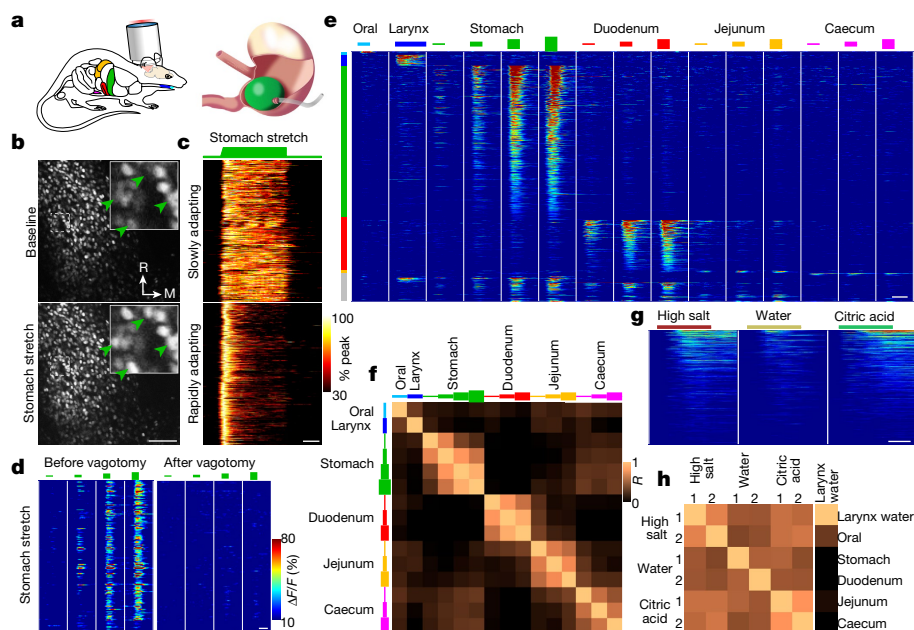 a
b
Baseline
R
M
Stomach stretch
c
Stomach stretch
Slowly adapting
Rapidly adapting
100
% peak
30
d
Before vagotomy
After vagotomy
Stomach stretch
80
ΔF/F (%)
10
e
Oral Larynx Stomach Duodenum Jejunum Caecum
f
Oral Larynx Stomach Duodenum Jejunum Caecum
Oral
Larynx
Stomach
Duodenum
Jejunum
Caecum
1
R
0
g
High salt Water Citric acid
h
High salt Water Citric acid Larynx water
1 2 1 2 1 2
High salt
1
2
Water
1
2
Citric acid
1
2
Larynx water
Oral
Stomach
Duodenum
Jejunum
Caecum